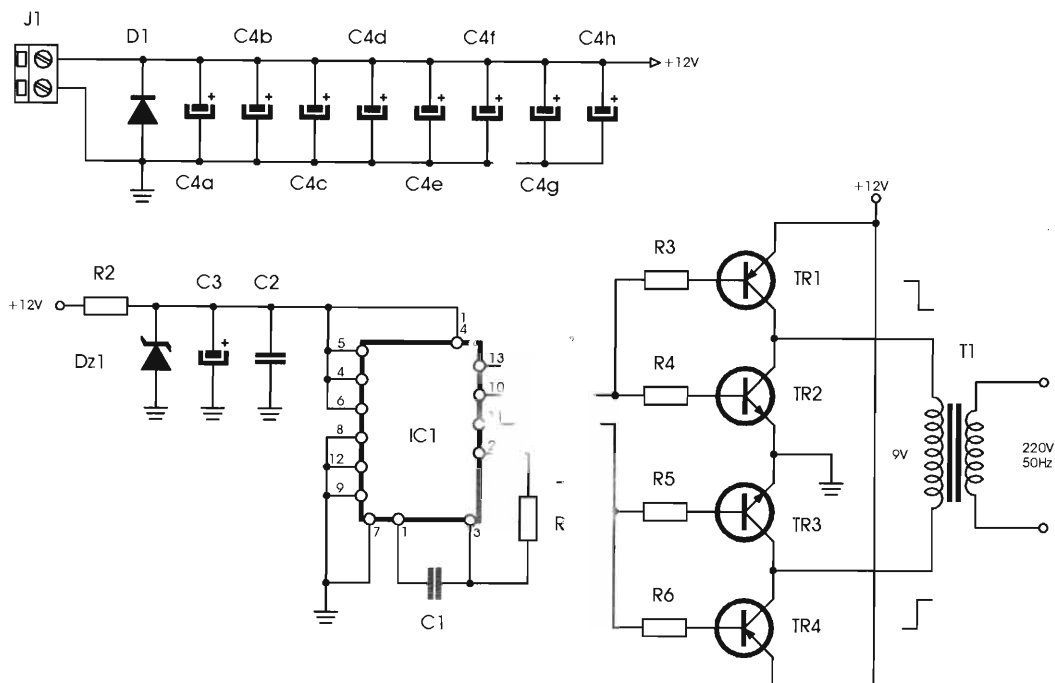 J1
D1
C4b
C4d
C4f
C4h
+
+
+
+
+
+
+
+
+12V
C4a
C4c
C4e
C4g
+12V
R2
C3
C2
+12V
+
Dz1
1
4
5
4
6
8
12
9
7
1
3
13
10
2
IC1
R
C1
R3
TR1
R4
TR2
R5
TR3
R6
TR4
T1
9V
220V
50Hz